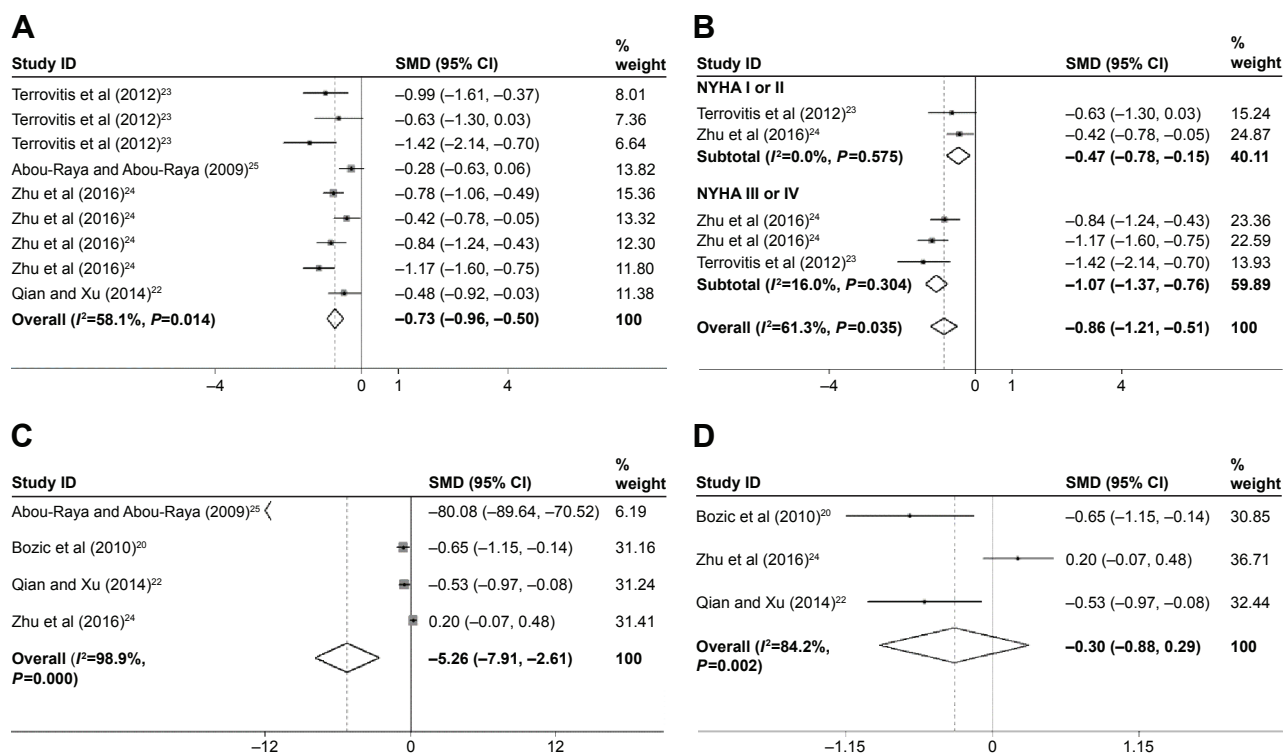 A
Study ID SMD (95% CI) % weight
Terrovitis et al (2012)²³ –0.99 (–1.61, –0.37) 8.01
Terrovitis et al (2012)²³ –0.63 (–1.30, 0.03) 7.36
Terrovitis et al (2012)²³ –1.42 (–2.14, –0.70) 6.64
Abou-Raya and Abou-Raya (2009)²⁵ –0.28 (–0.63, 0.06) 13.82
Zhu et al (2016)²⁴ –0.78 (–1.06, –0.49) 15.36
Zhu et al (2016)²⁴ –0.42 (–0.78, –0.05) 13.32
Zhu et al (2016)²⁴ –0.84 (–1.24, –0.43) 12.30
Zhu et al (2016)²⁴ –1.17 (–1.60, –0.75) 11.80
Qian and Xu (2014)²² –0.48 (–0.92, –0.03) 11.38
Overall (I²=58.1%, P=0.014) –0.73 (–0.96, –0.50) 100
–4 0 1 4
B
Study ID SMD (95% CI) % weight
NYHA I or II
Terrovitis et al (2012)²³ –0.63 (–1.30, 0.03) 15.24
Zhu et al (2016)²⁴ –0.42 (–0.78, –0.05) 24.87
Subtotal (I²=0.0%, P=0.575) –0.47 (–0.78, –0.15) 40.11
NYHA III or IV
Zhu et al (2016)²⁴ –0.84 (–1.24, –0.43) 23.36
Zhu et al (2016)²⁴ –1.17 (–1.60, –0.75) 22.59
Terrovitis et al (2012)²³ –1.42 (–2.14, –0.70) 13.93
Subtotal (I²=16.0%, P=0.304) –1.07 (–1.37, –0.76) 59.89
Overall (I²=61.3%, P=0.035) –0.86 (–1.21, –0.51) 100
–4 0 1 4
C
Study ID SMD (95% CI) % weight
Abou-Raya and Abou-Raya (2009)²⁵ –80.08 (–89.64, –70.52) 6.19
Bozic et al (2010)²⁰ –0.65 (–1.15, –0.14) 31.16
Qian and Xu (2014)²² –0.53 (–0.97, –0.08) 31.24
Zhu et al (2016)²⁴ 0.20 (–0.07, 0.48) 31.41
Overall (I²=98.9%, –5.26 (–7.91, –2.61) 100
P=0.000)
–12 0 12
D
Study ID SMD (95% CI) % weight
Bozic et al (2010)²⁰ –0.65 (–1.15, –0.14) 30.85
Zhu et al (2016)²⁴ 0.20 (–0.07, 0.48) 36.71
Qian and Xu (2014)²² –0.53 (–0.97, –0.08) 32.44
Overall (I²=84.2%, –0.30 (–0.88, 0.29) 100
P=0.002)
–1.15 0 1.15